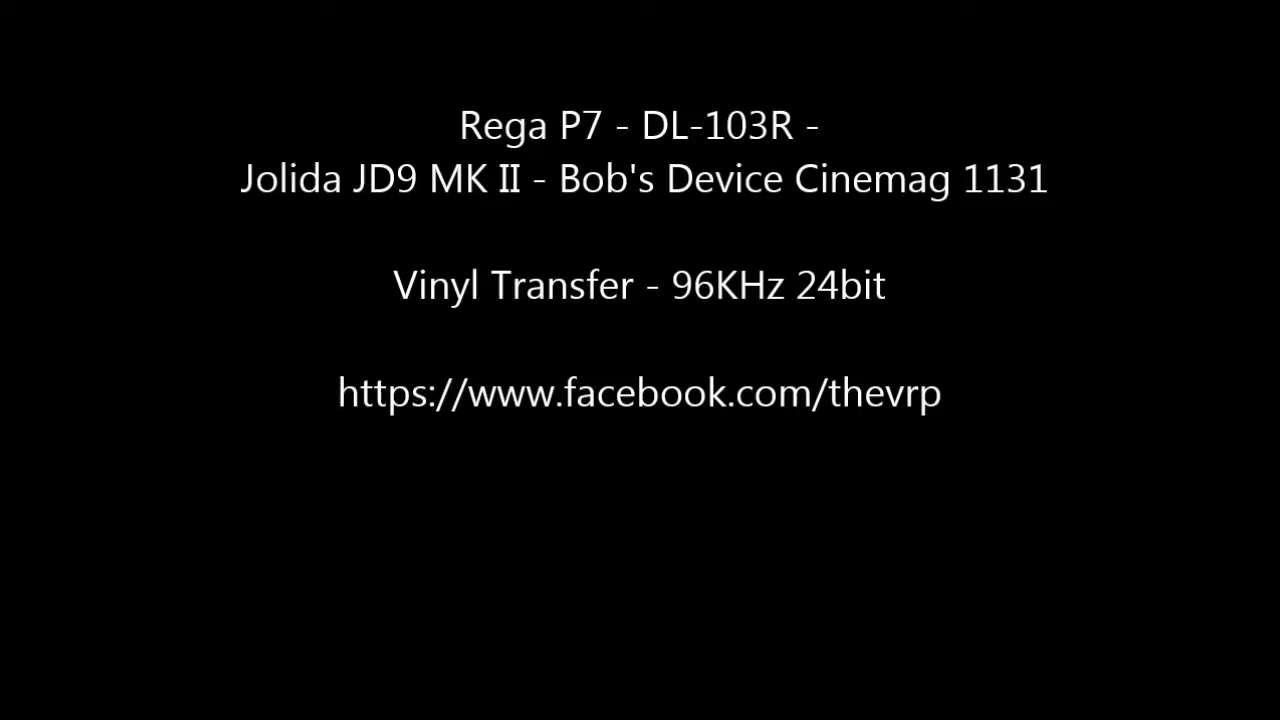 Rega P7 - DL-103R -
Jolida JD9 MK II - Bob's Device Cinemag 1131
Vinyl Transfer - 96KHz 24bit
https://www.facebook.com/thevrp